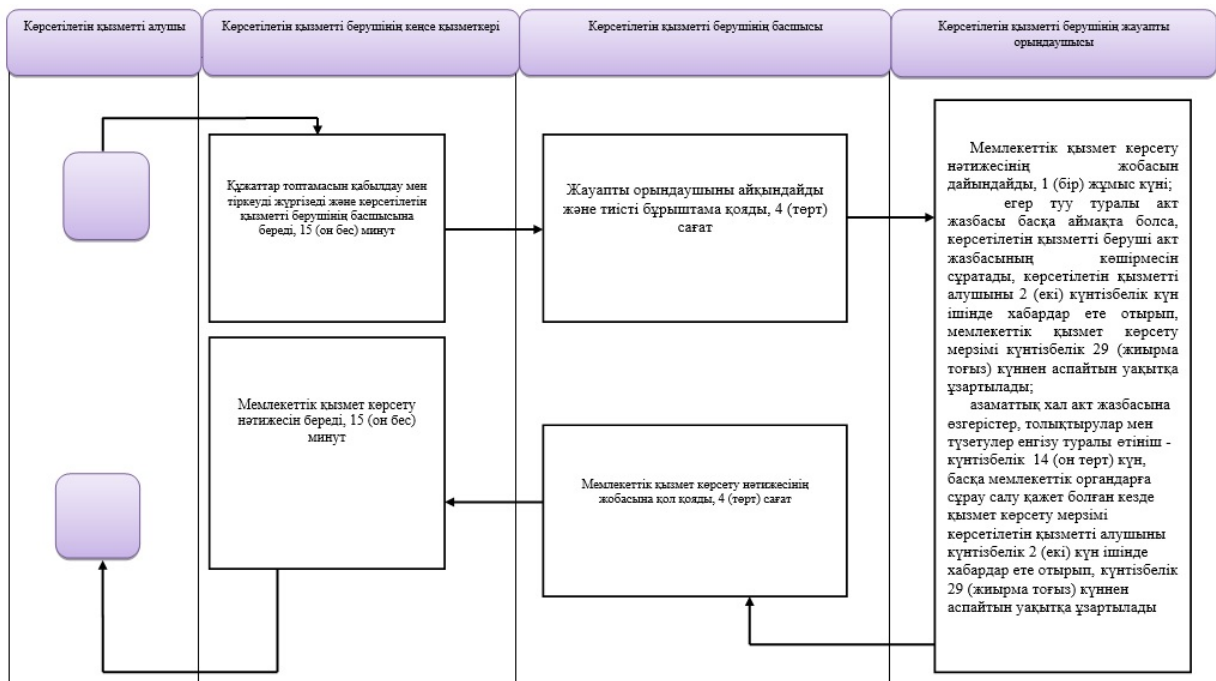 Көрсетілетін қызметті алушы
Көрсетілетін қызметті берушінің кеңсе қызметкері
Көрсетілетін қызметті берушінің басшысы
Көрсетілетін қызметті берушінің жауапты
орындаушысы
Құжаттар топтамасын қабылдау мен
тіркеуді жүргізеді және көрсетілетін
қызметті берушінің басшысына
береді, 15 (он бес) минут
Жауапты орындаушыны айқындайды
және тиісті бұрыштама қояды, 4 (төрт)
сағат
Мемлекеттік қызмет көрсету
нәтижесінің жобасын
дайындайды, 1 (бір) жұмыс күні;
егер туу туралы акт
жазбасы басқа аймақта болса,
көрсетілетін қызметті беруші акт
жазбасының көшірмесін
сұратады, көрсетілетін қызметті
алушыны 2 (екі) күнтізбелік күн
ішінде хабардар ете отырып,
мемлекеттік қызмет көрсету
мерзімі күнтізбелік 29 (жиырма
тоғыз) күннен аспайтын уақытқа
ұзартылады;
азаматтық хал акт жазбасына
өзгерістер, толықтырулар мен
түзетулер енгізу туралы өтініш -
күнтізбелік 14 (он төрт) күн,
басқа мемлекеттік органдарға
сұрау салу қажет болған кезде
қызмет көрсету мерзімі
көрсетілетін қызметті алушыны
күнтізбелік 2 (екі) күн ішінде
хабардар ете отырып, күнтізбелік
29 (жиырма тоғыз) күннен
аспайтын уақытқа ұзартылады
Мемлекеттік қызмет көрсету нәтижесінің
жобасына қол қояды, 4 (төрт) сағат
Мемлекеттік қызмет көрсету
нәтижесін береді, 15 (он бес)
минут